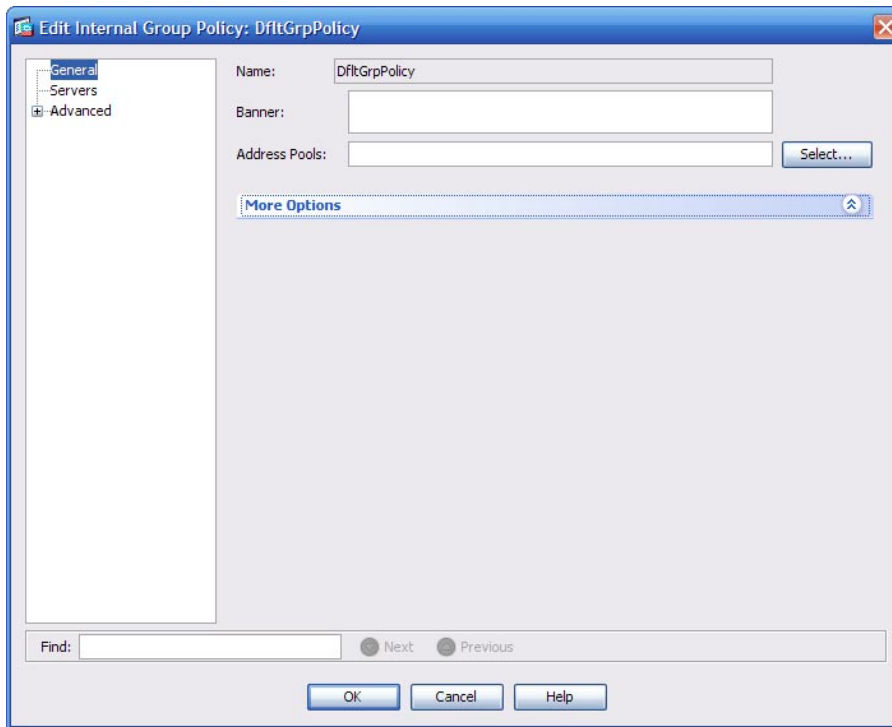 Edit Internal Group Policy: DfltGrpPolicy
General
Servers
Advanced
Name: DfltGrpPolicy
Banner:
Address Pools: Select...
More Options
Find: Next Previous
OK Cancel Help